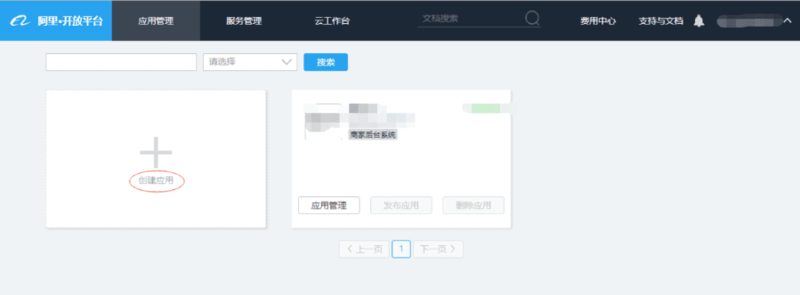 阿里•开放平台 应用管理 服务管理 云工作台 文档搜索 费用中心 支持与文档
请选择 搜索
创建应用
商家后台系统
应用管理 发布应用 删除应用
上一页 1 下一页